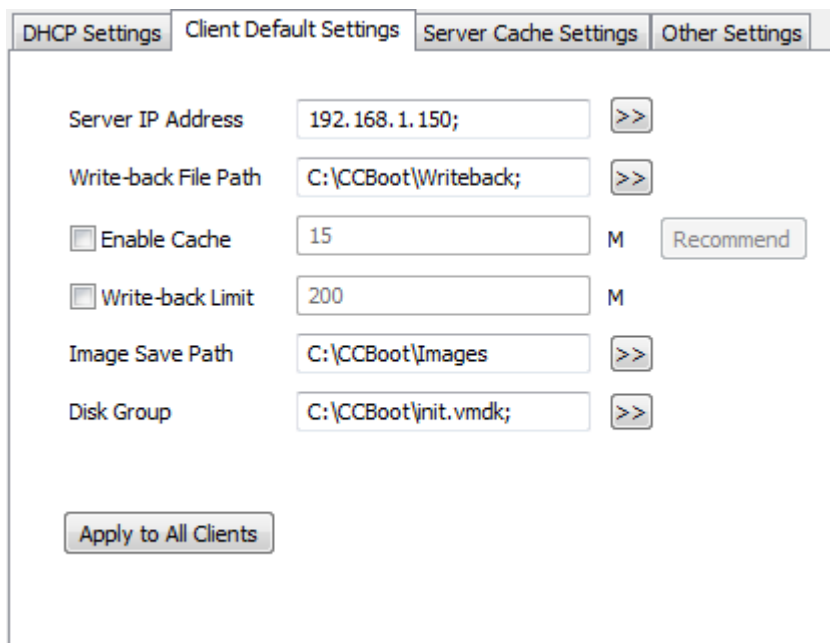 DHCP Settings Client Default Settings Server Cache Settings Other Settings
Server IP Address 192.168.1.150; >>
Write-back File Path C:\CCBoot\Writeback; >>
Enable Cache 15 M Recommend
Write-back Limit 200 M
Image Save Path C:\CCBoot\Images >>
Disk Group C:\CCBoot\init.vmdk; >>
Apply to All Clients